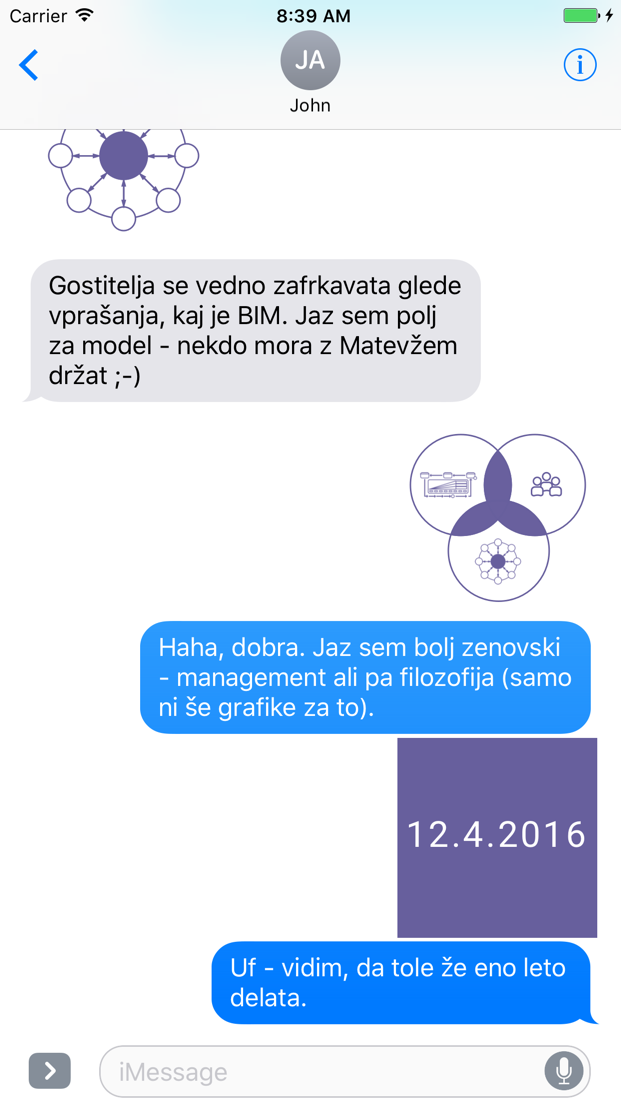 Carrier 8:39 AM
JA
John
Gostitelja se vedno zafrkavata glede
vprašanja, kaj je BIM. Jaz sem polj
za model - nekdo mora z Matevžem
držat ;-)
Haha, dobra. Jaz sem bolj zenovski
- management ali pa filozofija (samo
ni še grafike za to).
12.4.2016
Uf - vidim, da tole že eno leto
delata.
iMessage